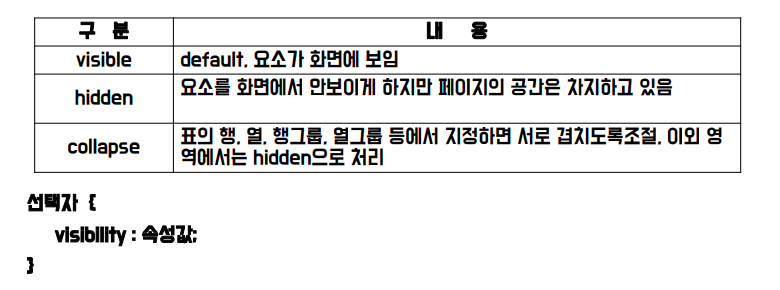 구 분 내 용
visible default, 요소가 화면에 보임
hidden 요소를 화면에서 안보이게 하지만 페이지의 공간은 차지하고 있음
collapse 표의 행, 열, 행그룹, 열그룹 등에서 지정하면 서로 겹치도록조절, 이외 영
역에서는 hidden으로 처리
선택자 {
visibility : 속성값;
}